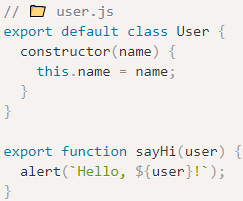 // 📁 user.js
export default class User {
  constructor(name) {
    this.name = name;
  }
}

export function sayHi(user) {
  alert(`Hello, ${user}!`);
}